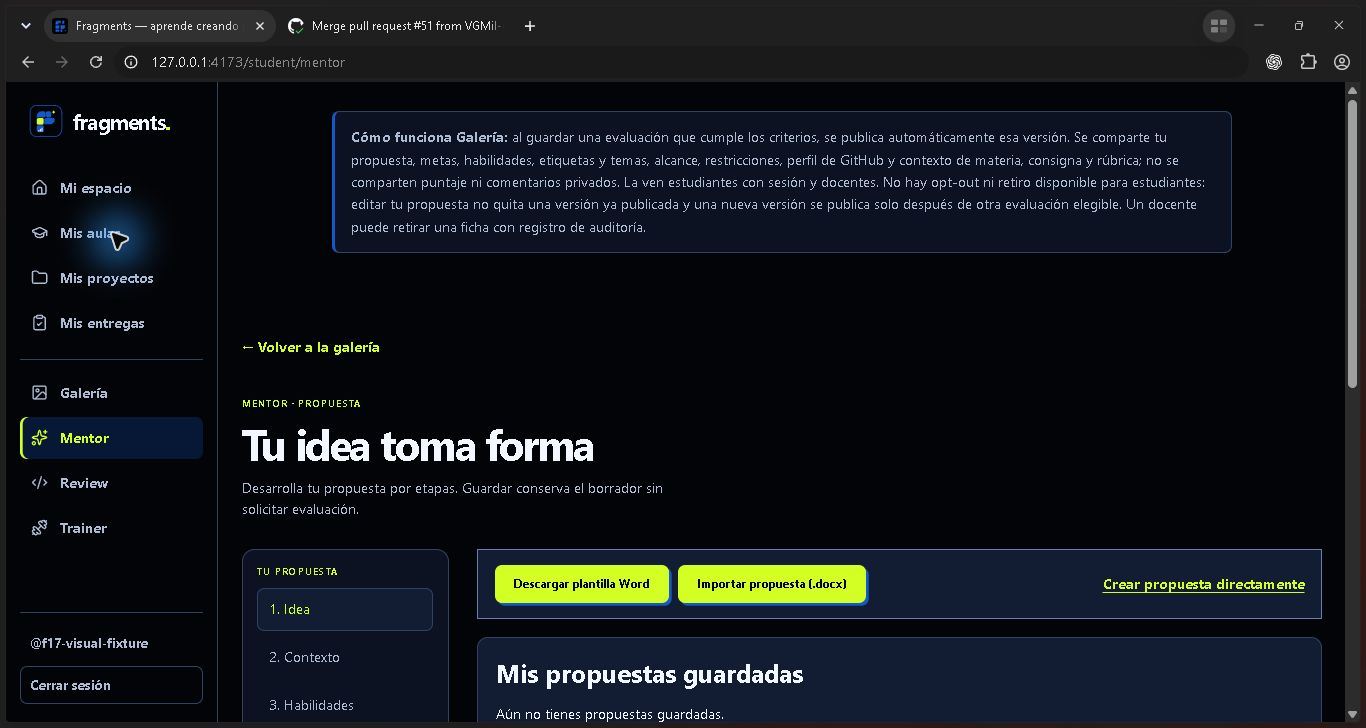 Fragments — aprende creando
Merge pull request #51 from VGMil-
127.0.0.1:4173/student/mentor
fragments.
Mi espacio
Mis aulas
Mis proyectos
Mis entregas
Galería
Mentor
Review
Trainer
@f17-visual-fixture
Cerrar sesión
Cómo funciona Galería: al guardar una evaluación que cumple los criterios, se publica automáticamente esa versión. Se comparte tu
propuesta, metas, habilidades, etiquetas y temas, alcance, restricciones, perfil de GitHub y contexto de materia, consigna y rúbrica; no se
comparten puntaje ni comentarios privados. La ven estudiantes con sesión y docentes. No hay opt-out ni retiro disponible para estudiantes:
editar tu propuesta no quita una versión ya publicada y una nueva versión se publica solo después de otra evaluación elegible. Un docente
puede retirar una ficha con registro de auditoría.
← Volver a la galería
MENTOR · PROPUESTA
Tu idea toma forma
Desarrolla tu propuesta por etapas. Guardar conserva el borrador sin
solicitar evaluación.
TU PROPUESTA
1. Idea
2. Contexto
3. Habilidades
Descargar plantilla Word
Importar propuesta (.docx)
Crear propuesta directamente
Mis propuestas guardadas
Aún no tienes propuestas guardadas.